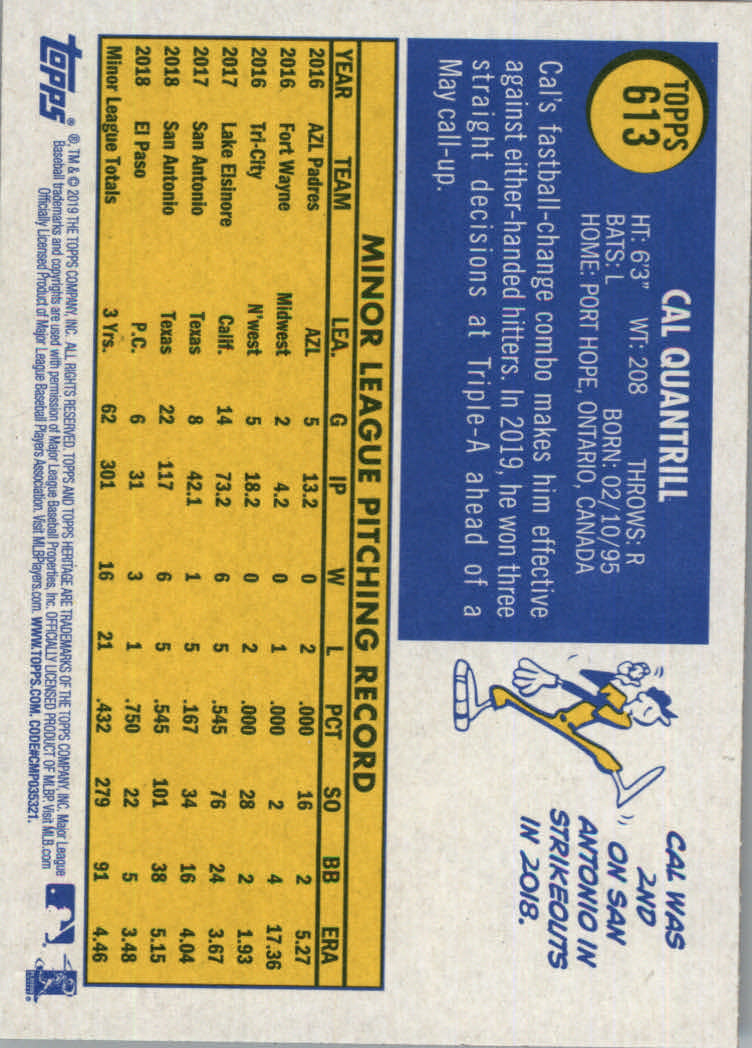 TOPPS
613
CAL QUANTRILL
HT: 6'3" WT: 208 THROWS: R
BATS: L BORN: 02/10/95
HOME: PORT HOPE, ONTARIO, CANADA
Cal's fastball-change combo makes him effective
against either-handed hitters. In 2019, he won three
straight decisions at Triple-A ahead of a
May call-up.
CAL WAS
2ND
ON SAN
ANTONIO IN
STRIKEOUTS
IN 2018.
MINOR LEAGUE PITCHING RECORD
YEAR TEAM LEA. G IP W L PCT SO BB ERA
2016 AZL Padres AZL 5 13.2 0 2 .000 16 2 5.27
2016 Fort Wayne Midwest 2 4.2 0 1 .000 2 4 17.36
2016 Tri-City N'west 5 18.2 0 2 .000 28 2 1.93
2017 Lake Elsinore Calif. 14 73.2 6 5 .545 76 24 3.67
2017 San Antonio Texas 8 42.1 1 5 .167 34 16 4.04
2018 San Antonio Texas 22 117 6 5 .545 101 38 5.15
2018 El Paso P.C. 6 31 3 1 .750 22 5 3.48
Minor League Totals 3 Yrs. 62 301 16 21 .432 279 91 4.46
topps
®, TM & © 2019 THE TOPPS COMPANY, INC. ALL RIGHTS RESERVED. TOPPS AND TOPPS HERITAGE ARE TRADEMARKS OF THE TOPPS COMPANY, INC. Major League
Baseball trademarks and copyrights are used with permission of Major League Baseball Properties, Inc. OFFICIALLY LICENSED PRODUCT OF MLBP. Visit MLB.com
Officially Licensed Product of Major League Baseball Players Association. Visit MLBPlayers.com. WWW.TOPPS.COM. CODE#CMP035321.